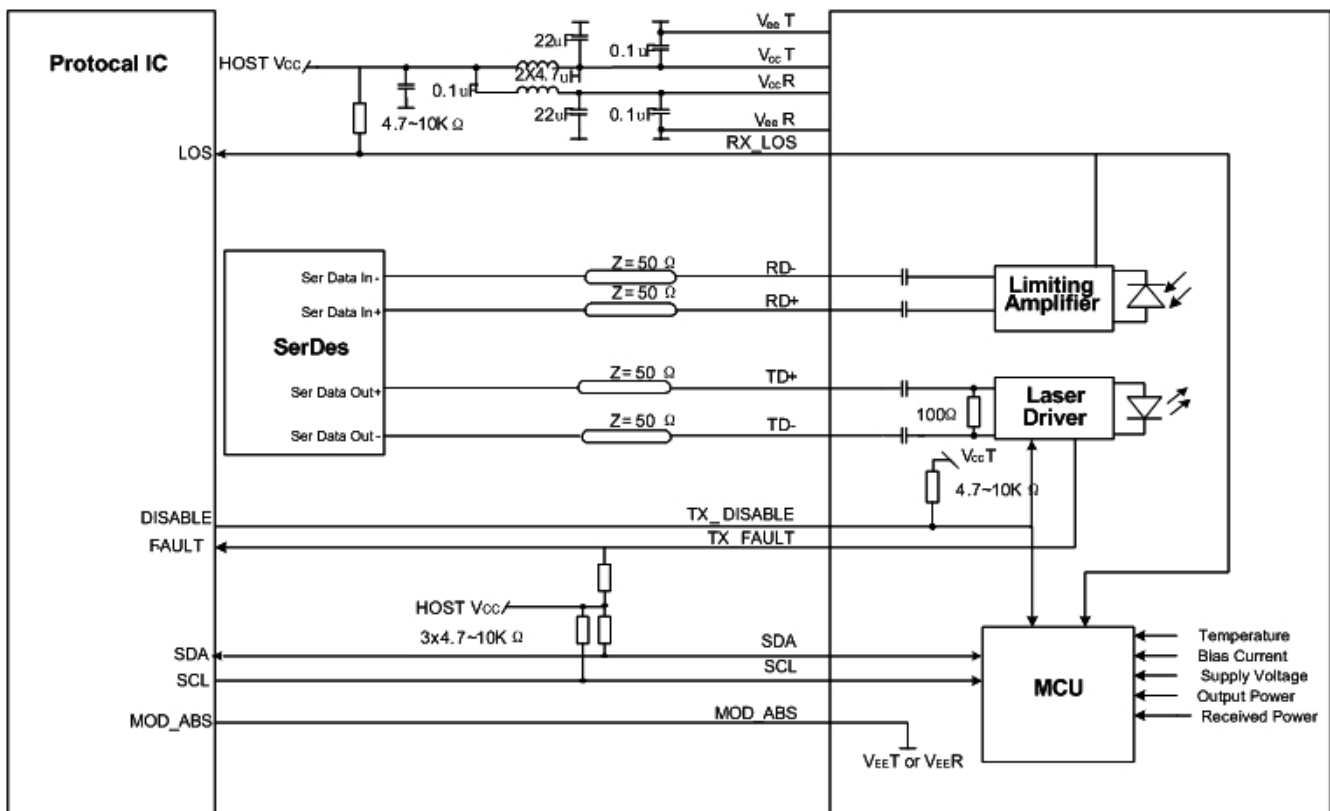 Protocal IC
HOST Vcc
22uF
0.1uF
VeeT
VccT
2X4.7uH
VccR
0.1uF
22uF
0.1uF
VeeR
4.7~10K Ω
LOS
RX_LOS
Ser Data In-
Z=50 Ω
RD-
Limiting
Amplifier
Ser Data In+
Z=50 Ω
RD+
SerDes
Ser Data Out+
Z=50 Ω
TD+
Laser
Driver
100Ω
Ser Data Out-
Z=50 Ω
TD-
VccT
4.7~10K Ω
DISABLE
TX_DISABLE
FAULT
TX_FAULT
HOST Vcc
3x4.7~10K Ω
SDA
SDA
SCL
SCL
MCU
Temperature
Bias Current
Supply Voltage
Output Power
Received Power
MOD_ABS
MOD_ABS
VEET or VEER